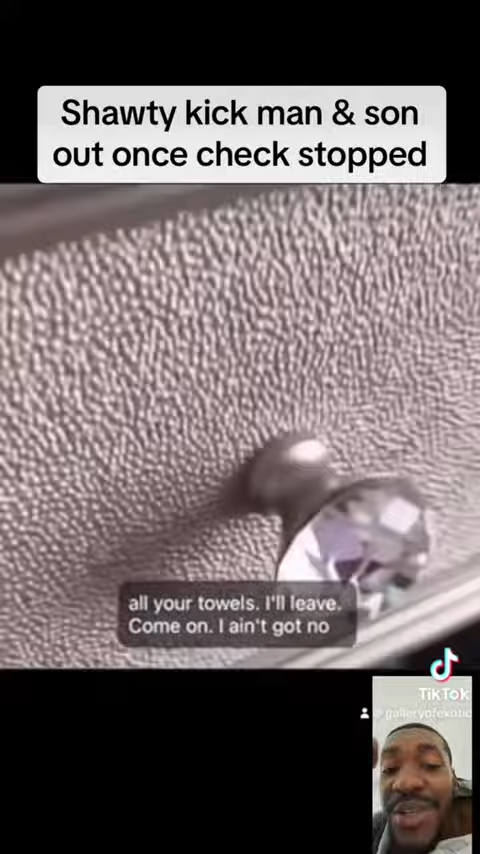 Shawty kick man & son
out once check stopped
all your towels. I'll leave.
Come on. I ain't got no
TikTok
@galleryofexotic